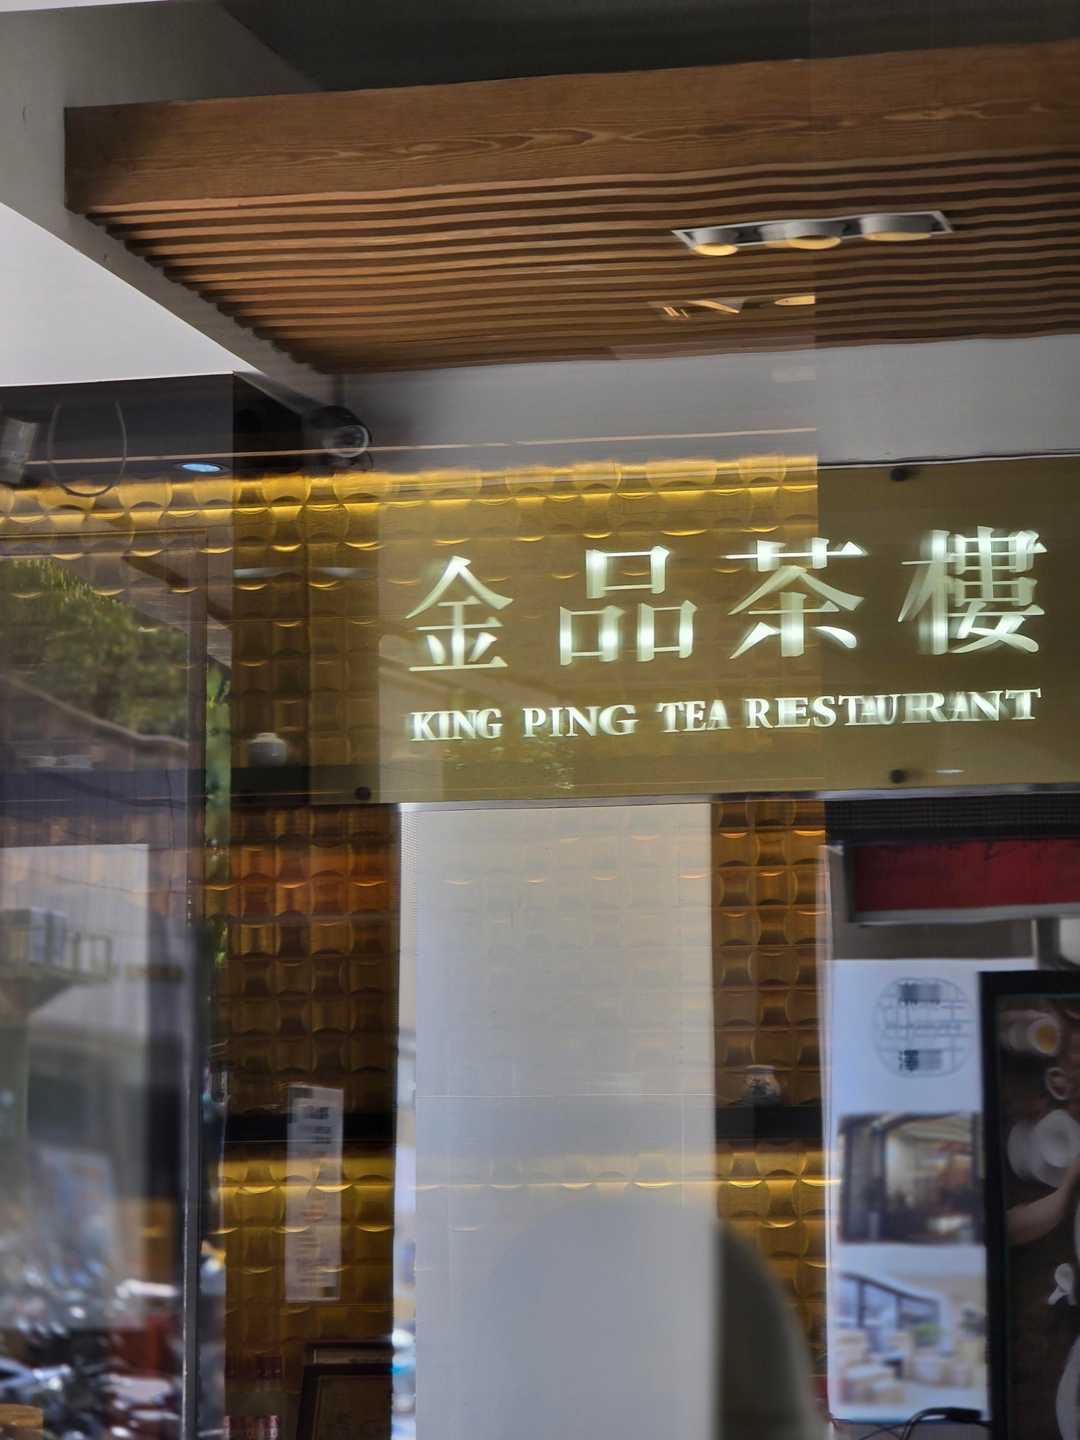 金品茶樓
KING PING TEA RESTAURANT